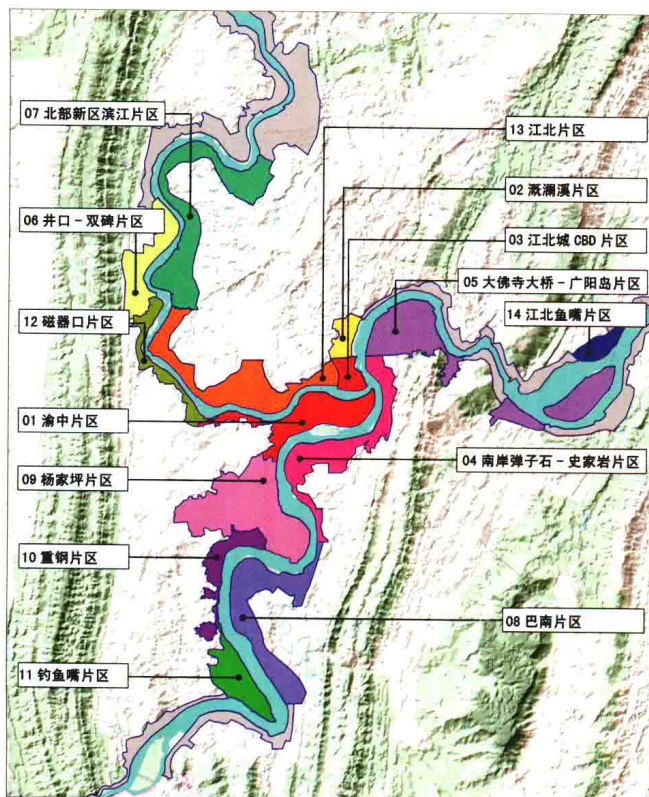 07 北部新区滨江片区
13 江北片区
02 溉澜溪片区
06 井口-双碑片区
03 江北城 CBD 片区
05 大佛寺大桥-广阳岛片区
14 江北鱼嘴片区
12 磁器口片区
01 渝中片区
04 南岸弹子石-史家岩片区
09 杨家坪片区
10 重钢片区
08 巴南片区
11 钓鱼嘴片区